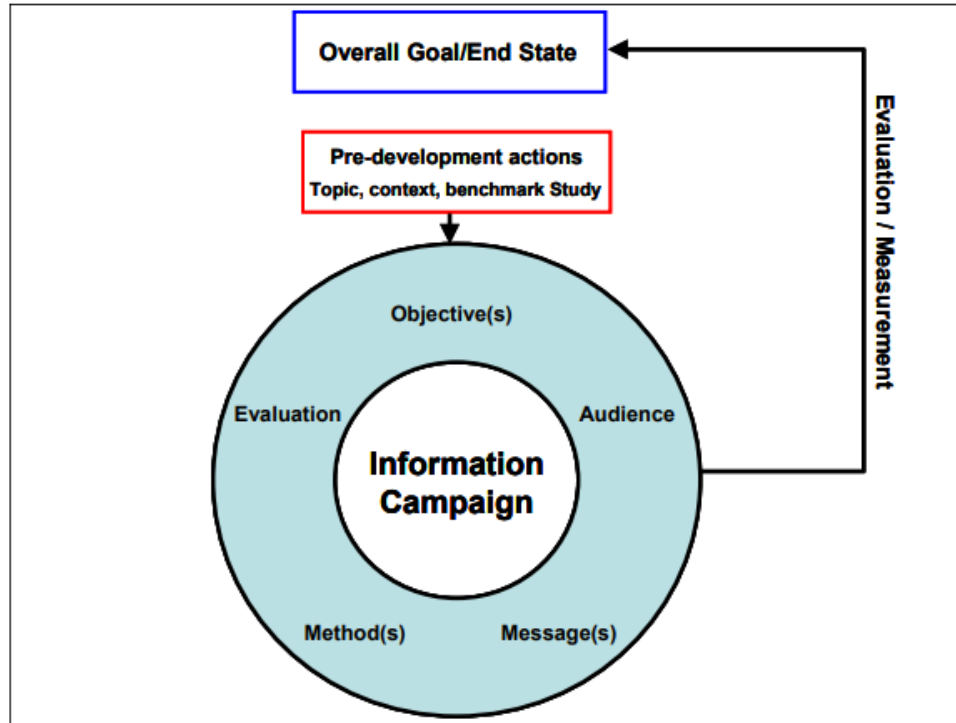 Overall Goal/End State
Pre-development actions
Topic, context, benchmark Study
Evaluation / Measurement
Objective(s)
Evaluation
Audience
Information
Campaign
Method(s)
Message(s)